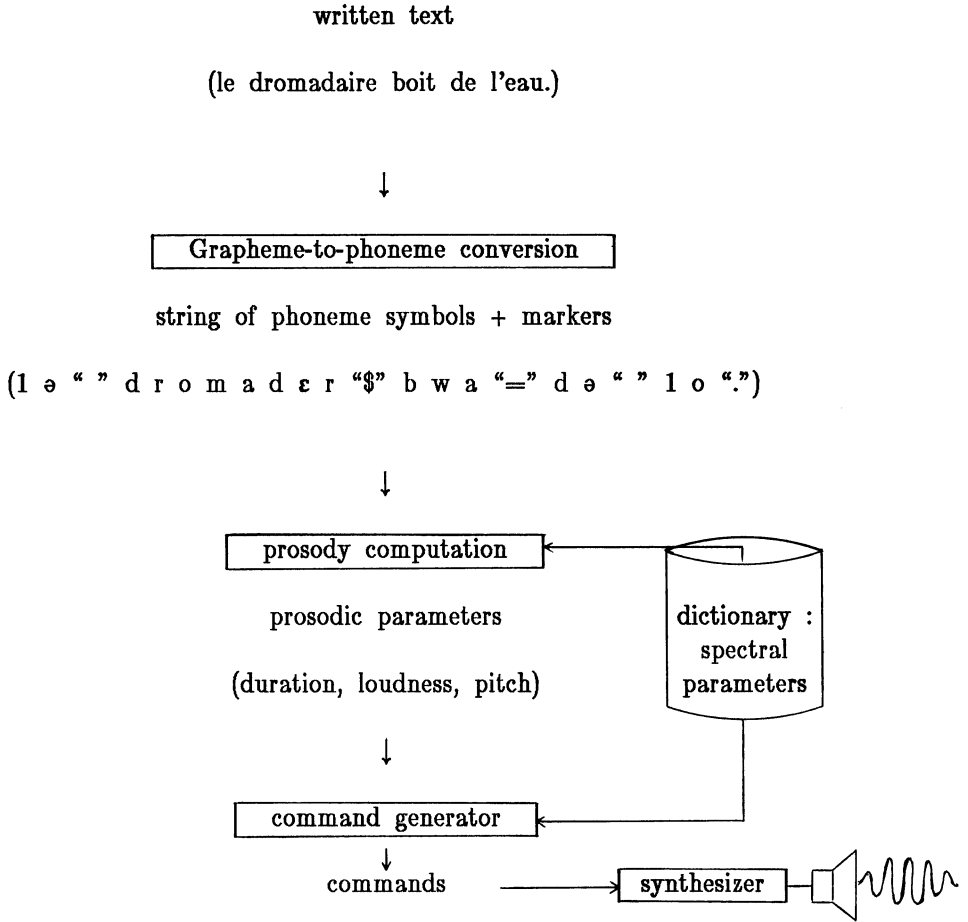 written text
(le dromadaire boit de l'eau.)
↓
Grapheme-to-phoneme conversion
string of phoneme symbols + markers
(l ə “ ” d r o m a d ɛ r “$” b w a “=” d ə “ ” l o “.”)
↓
prosody computation
prosodic parameters
(duration, loudness, pitch)
dictionary :
spectral
parameters
↓
command generator
↓
commands
synthesizer